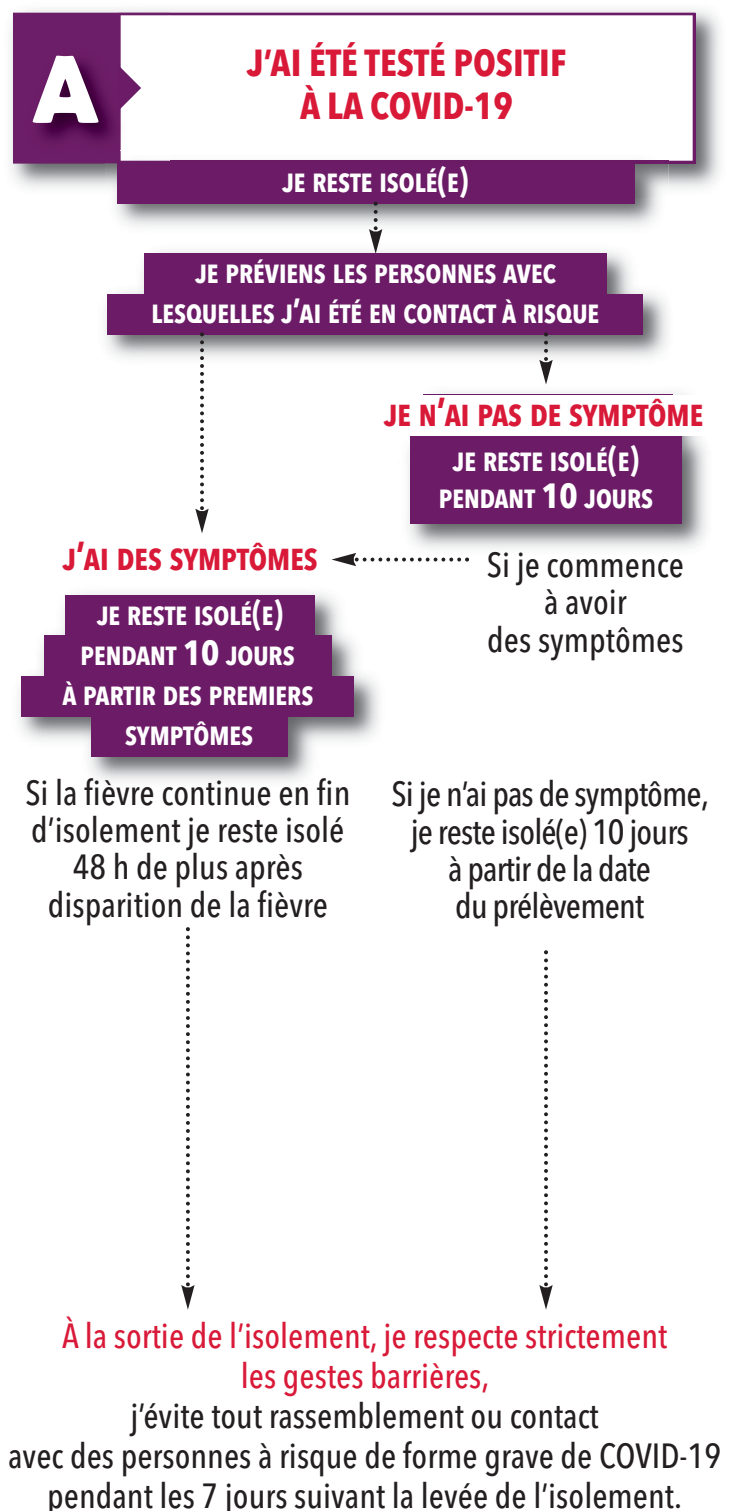 A
J'AI ÉTÉ TESTÉ POSITIF
À LA COVID-19
JE RESTE ISOLÉ(E)
JE PRÉVIENS LES PERSONNES AVEC
LESQUELLES J'AI ÉTÉ EN CONTACT À RISQUE
JE N'AI PAS DE SYMPTÔME
JE RESTE ISOLÉ(E)
PENDANT 10 JOURS
Si je commence
à avoir
des symptômes
J'AI DES SYMPTÔMES
JE RESTE ISOLÉ(E)
PENDANT 10 JOURS
À PARTIR DES PREMIERS
SYMPTÔMES
Si la fièvre continue en fin
d'isolement je reste isolé
48 h de plus après
disparition de la fièvre
Si je n'ai pas de symptôme,
je reste isolé(e) 10 jours
à partir de la date
du prélèvement
À la sortie de l'isolement, je respecte strictement
les gestes barrières,
j'évite tout rassemblement ou contact
avec des personnes à risque de forme grave de COVID-19
pendant les 7 jours suivant la levée de l'isolement.